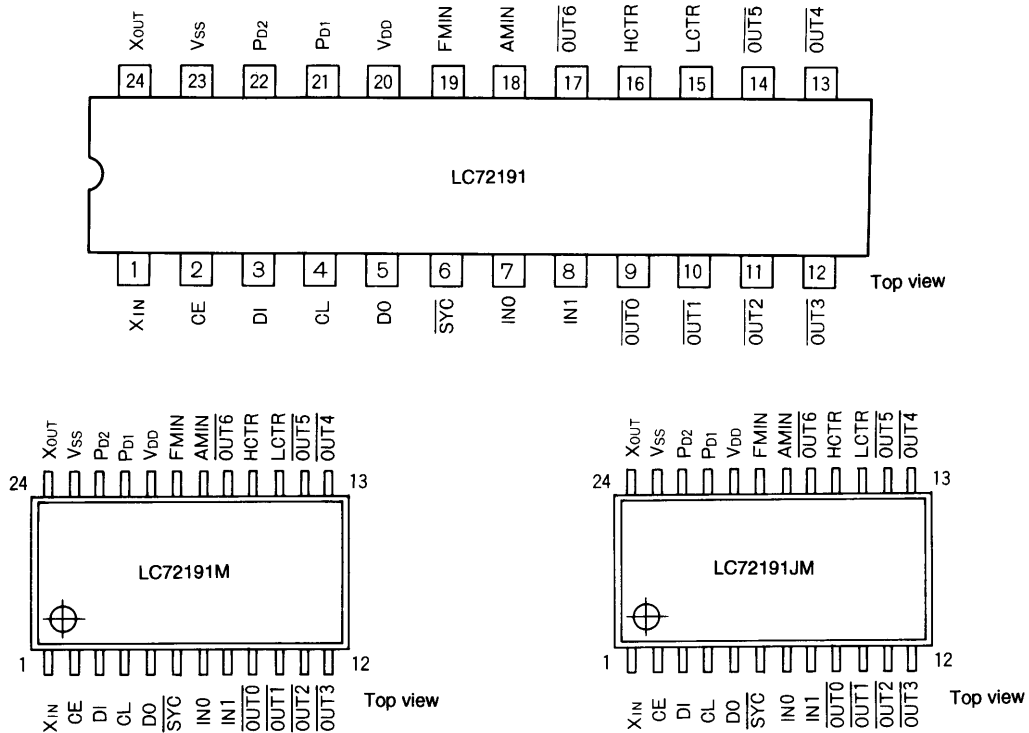 XOUT VSS PD2 PD1 VDD FMIN AMIN OUT6 HCTR LCTR OUT5 OUT4
24 23 22 21 20 19 18 17 16 15 14 13
LC72191
1 2 3 4 5 6 7 8 9 10 11 12
Top view
XIN CE DI CL DO SYC IN0 IN1 OUT0 OUT1 OUT2 OUT3
XOUT VSS PD2 PD1 VDD FMIN AMIN OUT6 HCTR LCTR OUT5 OUT4
24 13
LC72191M
1 12
XIN CE DI CL DO SYC IN0 IN1 OUT0 OUT1 OUT2 OUT3
Top view
XOUT VSS PD2 PD1 VDD FMIN AMIN OUT6 HCTR LCTR OUT5 OUT4
24 13
LC72191JM
1 12
XIN CE DI CL DO SYC IN0 IN1 OUT0 OUT1 OUT2 OUT3
Top view